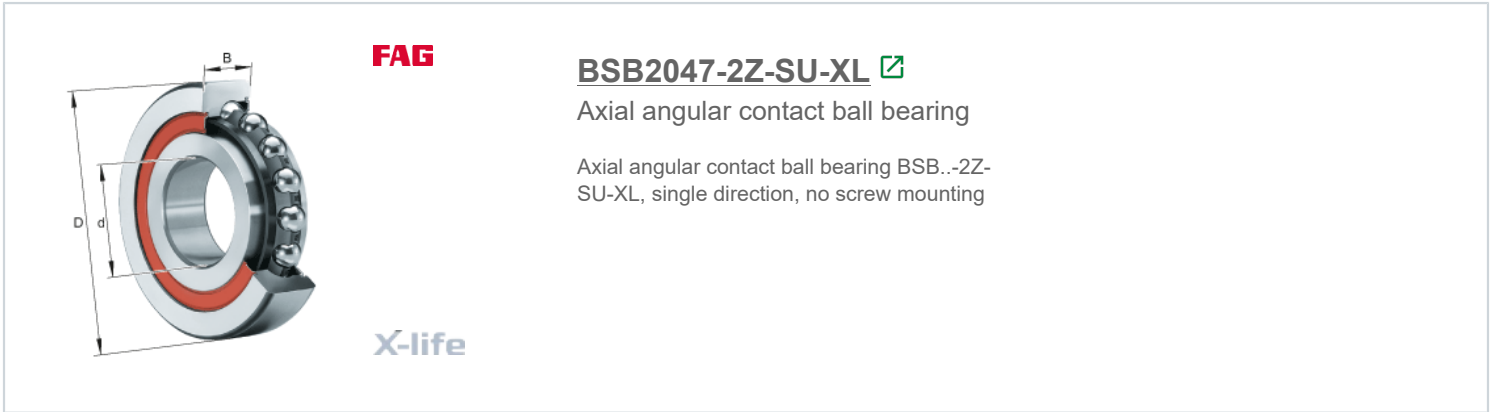 B
FAG
BSB2047-2Z-SU-XL
Axial angular contact ball bearing
D
d
Axial angular contact ball bearing BSB..-2Z-
SU-XL, single direction, no screw mounting
X-life